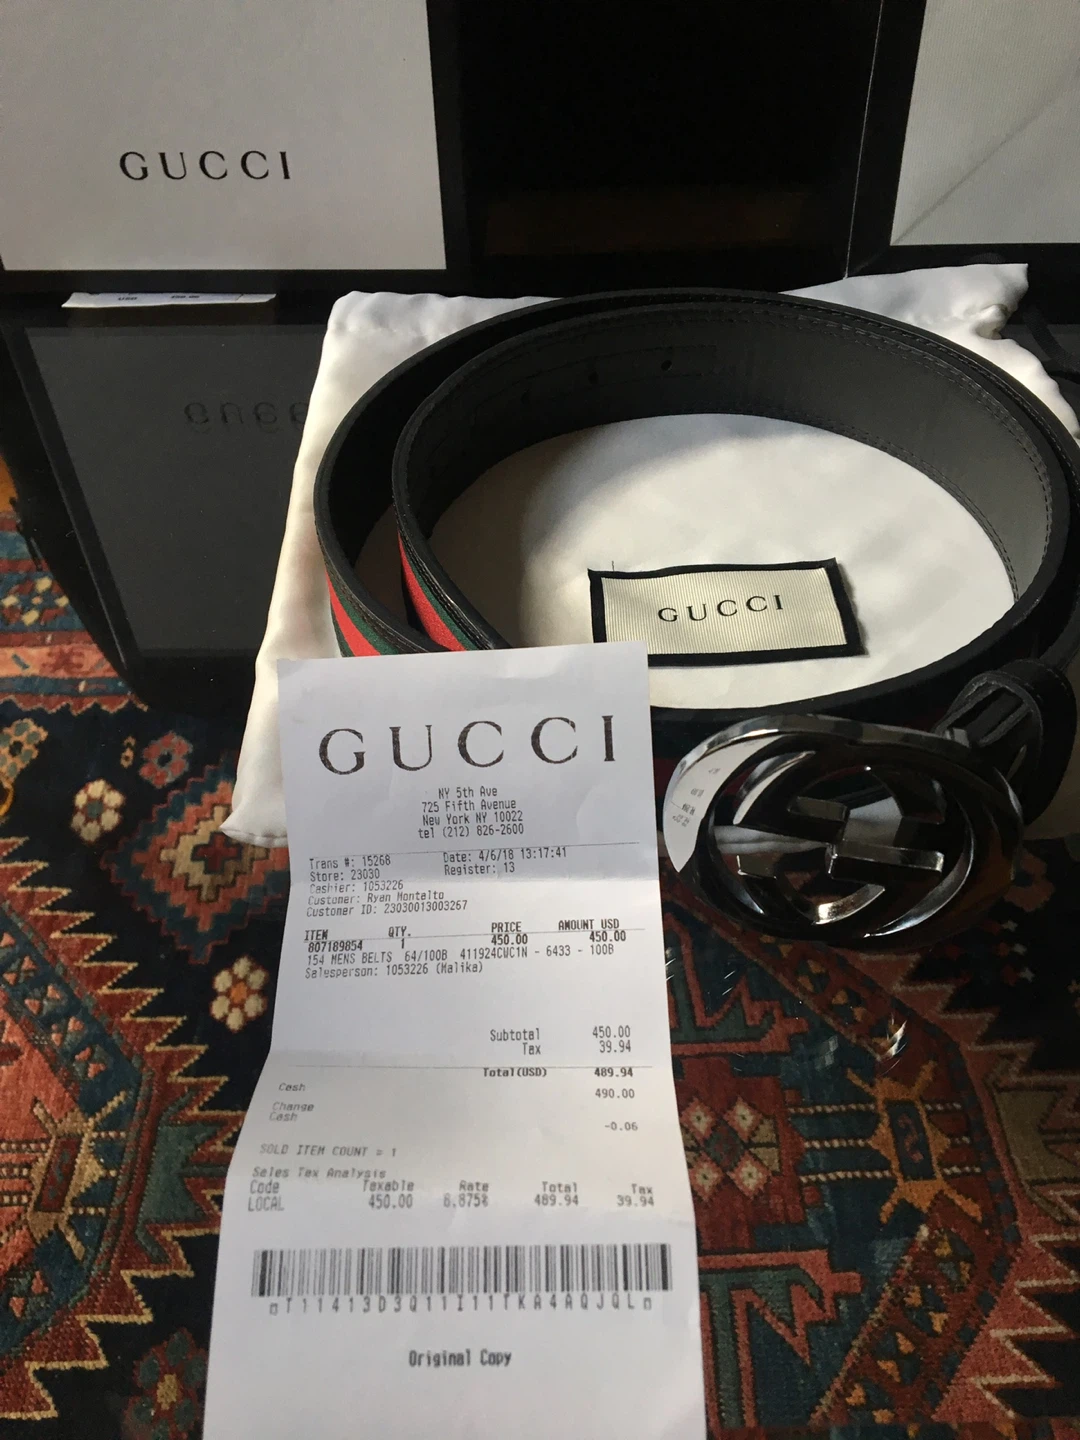 GUCCI
USD
GUCCI
GUCCI
NY 5th Ave
725 Fifth Avenue
New York NY 10022
tel (212) 826-2600
Trans #: 15268 Date: 4/6/18 13:17:41
Store: 23030 Register: 13
Cashier: 1053226
Customer: Ryan Montalto
Customer ID: 23030013003267
ITEM QTY. PRICE AMOUNT USD
807189854 1 450.00 450.00
154 MENS BELTS 64/100B 411924CWC1N - 6433 - 100B
Salesperson: 1053226 (Malika)
Subtotal 450.00
Tax 39.94
Total(USD) 489.94
Cash 490.00
Change
Cash -0.06
SOLD ITEM COUNT = 1
Sales Tax Analysis
Code Taxable Rate Total Tax
LOCAL 450.00 8.875% 489.94 39.94
T11413D3Q11I11TKA4AQJQL
Original Copy